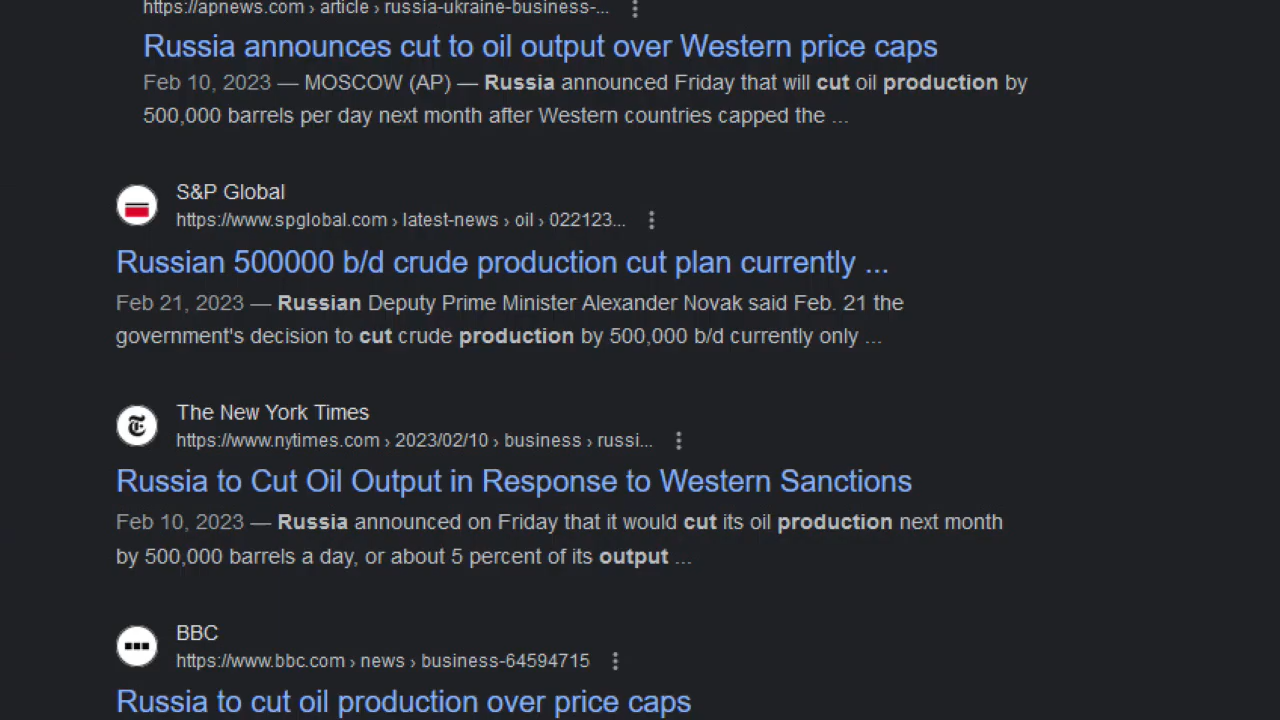 https://apnews.com › article › russia-ukraine-business-...
Russia announces cut to oil output over Western price caps
Feb 10, 2023 — MOSCOW (AP) — Russia announced Friday that will cut oil production by
500,000 barrels per day next month after Western countries capped the ...
S&P Global
https://www.spglobal.com › latest-news › oil › 022123...
Russian 500000 b/d crude production cut plan currently ...
Feb 21, 2023 — Russian Deputy Prime Minister Alexander Novak said Feb. 21 the
government's decision to cut crude production by 500,000 b/d currently only ...
The New York Times
https://www.nytimes.com › 2023/02/10 › business › russi...
Russia to Cut Oil Output in Response to Western Sanctions
Feb 10, 2023 — Russia announced on Friday that it would cut its oil production next month
by 500,000 barrels a day, or about 5 percent of its output ...
BBC
https://www.bbc.com › news › business-64594715
Russia to cut oil production over price caps